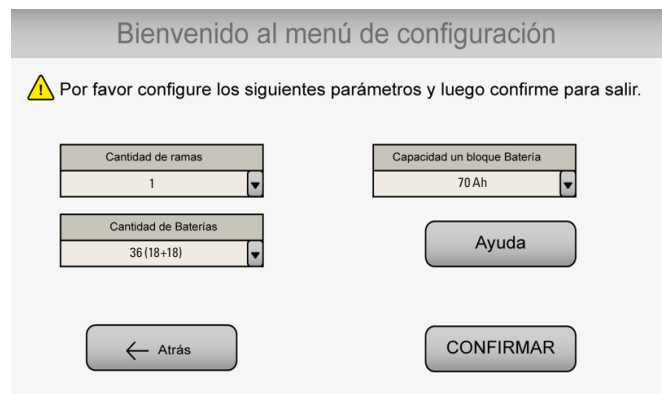 Bienvenido al menú de configuración
Por favor configure los siguientes parámetros y luego confirme para salir.
Cantidad de ramas
1
Capacidad un bloque Batería
70 Ah
Cantidad de Baterías
36 (18+18)
Ayuda
Atrás
CONFIRMAR